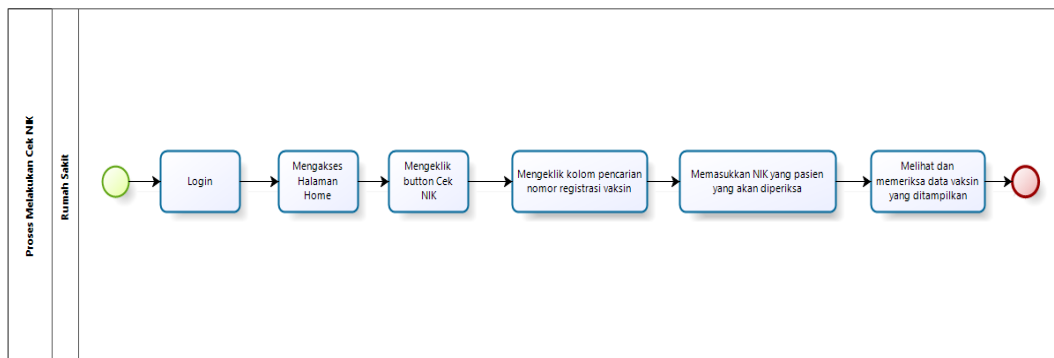 Proses Melakukan Cek NIK
Rumah Sakit
Login
Mengakses
Halaman
Home
Mengeklik
button Cek
NIK
Mengeklik kolom pencarian
nomor registrasi vaksin
Memasukkan NIK yang pasien
yang akan diperiksa
Melihat dan
memeriksa data vaksin
yang ditampilkan